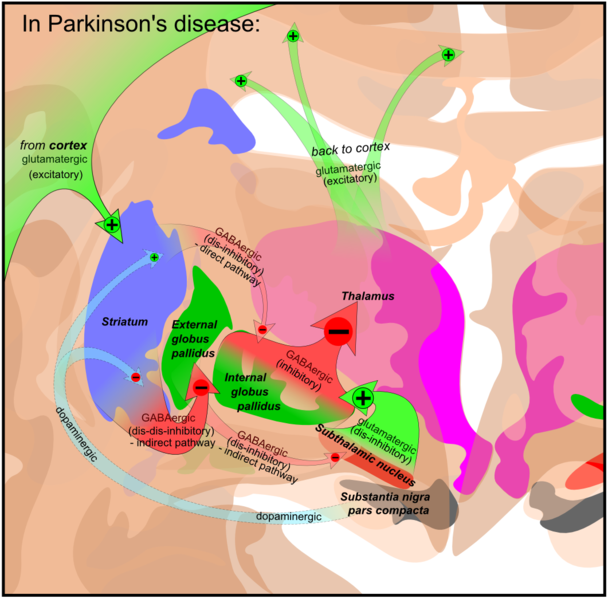 In Parkinson's disease:
from cortex
glutamatergic
(excitatory)
back to cortex
glutamatergic
(excitatory)
GABAergic
(dis-inhibitory)
- direct pathway
Thalamus
Striatum
External
globus
pallidus
GABAergic
(inhibitory)
Internal
globus
pallidus
glutamatergic
(dis-inhibitory)
GABAergic
(dis-dis-inhibitory)
- indirect pathway
GABAergic
(dis-inhibitory)
- indirect pathway
Subthalamic nucleus
Substantia nigra
pars compacta
dopaminergic
dopaminergic